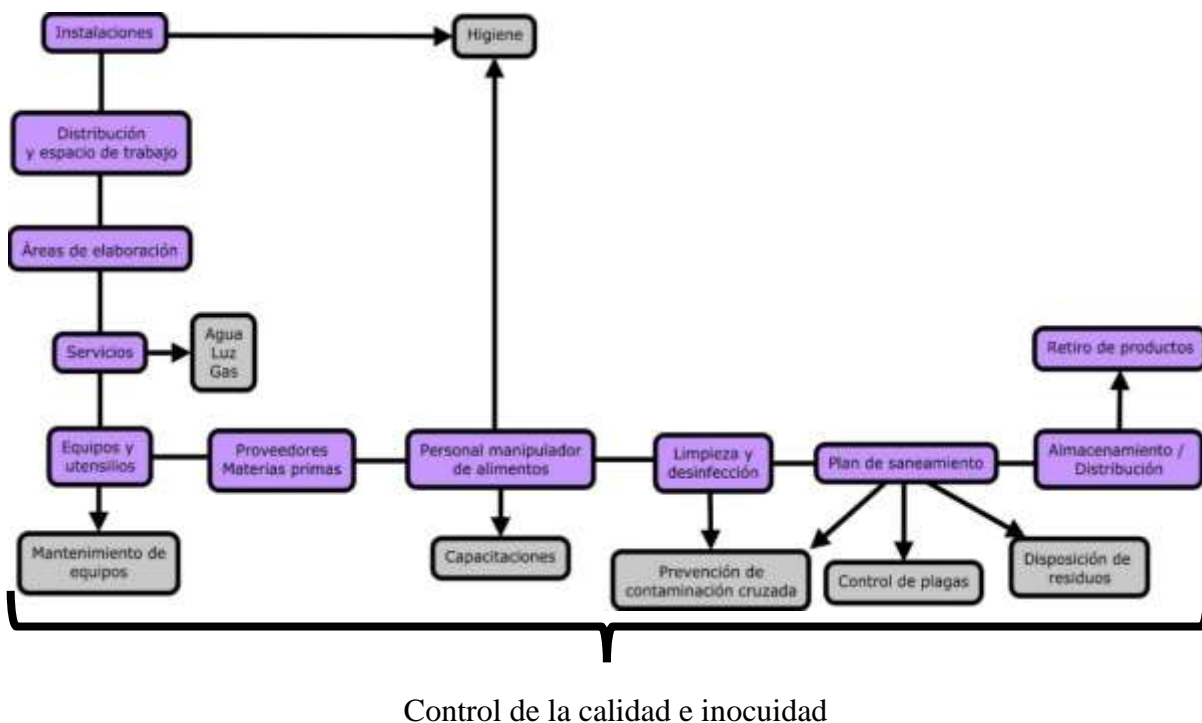 Instalaciones
Higiene
Distribución
y espacio de trabajo
Àreas de elaboración
Servicios
Agua
Luz
Gas
Retiro de productos
Equipos y
utensilios
Proveedores
Materias primas
Personal manipulador
de alimentos
Limpieza y
desinfección
Plan de saneamiento
Almacenamiento /
Distribución
Mantenimiento de
equipos
Capacitaciones
Prevención de
contaminación cruzada
Control de plagas
Disposición de
residuos
Control de la calidad e inocuidad